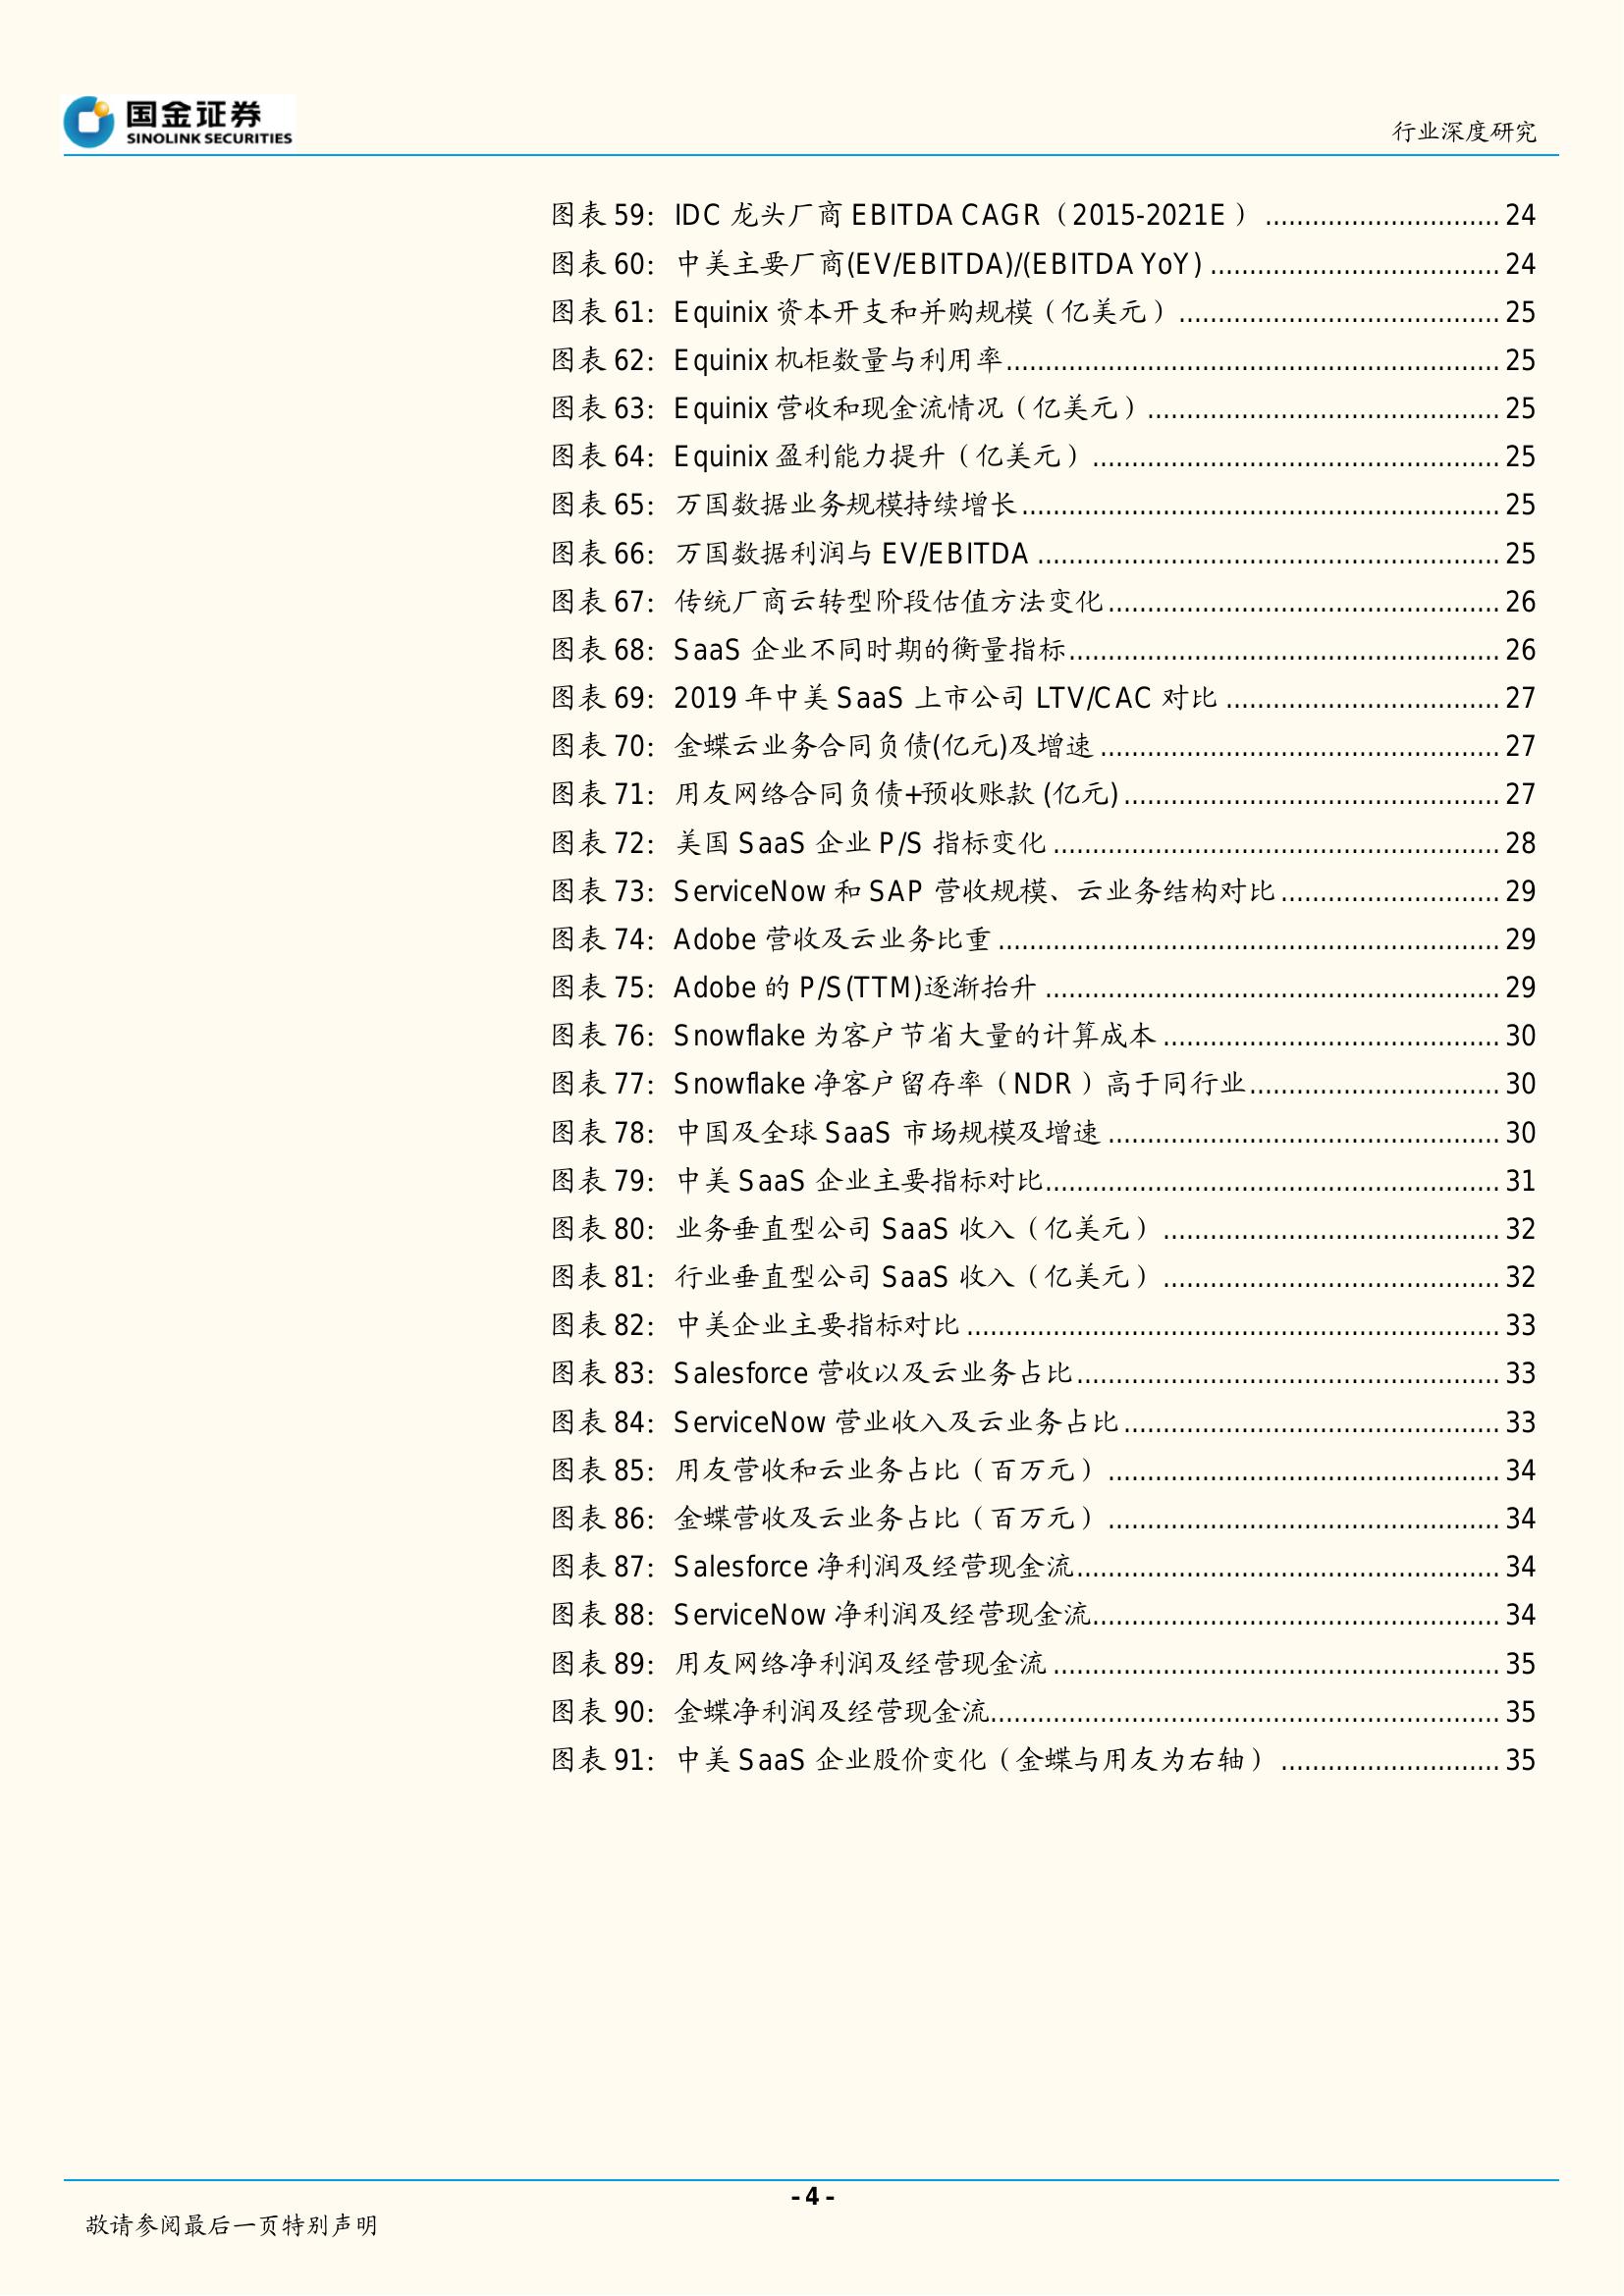 国金证券
SINOLINK SECURITIES
行业深度研究
图表 59：IDC 龙头厂商 EBITDA CAGR（2015-2021E）............................. 24
图表 60：中美主要厂商(EV/EBITDA)/(EBITDA YoY) .................................... 24
图表 61：Equinix 资本开支和并购规模（亿美元）........................................ 25
图表 62：Equinix 机柜数量与利用率............................................................. 25
图表 63：Equinix 营收和现金流情况（亿美元）............................................ 25
图表 64：Equinix 盈利能力提升（亿美元）................................................... 25
图表 65：万国数据业务规模持续增长........................................................... 25
图表 66：万国数据利润与 EV/EBITDA ......................................................... 25
图表 67：传统厂商云转型阶段估值方法变化................................................ 26
图表 68：SaaS 企业不同时期的衡量指标..................................................... 26
图表 69：2019 年中美 SaaS 上市公司 LTV/CAC 对比 .................................. 27
图表 70：金蝶云业务合同负债(亿元)及增速 ................................................. 27
图表 71：用友网络合同负债+预收账款 (亿元).............................................. 27
图表 72：美国 SaaS 企业 P/S 指标变化 ....................................................... 28
图表 73：ServiceNow 和 SAP 营收规模、云业务结构对比........................... 29
图表 74：Adobe 营收及云业务比重 .............................................................. 29
图表 75：Adobe 的 P/S(TTM)逐渐抬升 ........................................................ 29
图表 76：Snowflake 为客户节省大量的计算成本 ......................................... 30
图表 77：Snowflake 净客户留存率（NDR）高于同行业............................... 30
图表 78：中国及全球 SaaS 市场规模及增速 ................................................ 30
图表 79：中美 SaaS 企业主要指标对比........................................................ 31
图表 80：业务垂直型公司 SaaS 收入（亿美元）......................................... 32
图表 81：行业垂直型公司 SaaS 收入（亿美元）......................................... 32
图表 82：中美企业主要指标对比 .................................................................. 33
图表 83：Salesforce 营收以及云业务占比.................................................... 33
图表 84：ServiceNow 营业收入及云业务占比.............................................. 33
图表 85：用友营收和云业务占比（百万元）................................................ 34
图表 86：金蝶营收及云业务占比（百万元）................................................ 34
图表 87：Salesforce 净利润及经营现金流.................................................... 34
图表 88：ServiceNow 净利润及经营现金流.................................................. 34
图表 89：用友网络净利润及经营现金流 ....................................................... 35
图表 90：金蝶净利润及经营现金流............................................................... 35
图表 91：中美 SaaS 企业股价变化（金蝶与用友为右轴）........................... 35
- 4 -
敬请参阅最后一页特别声明